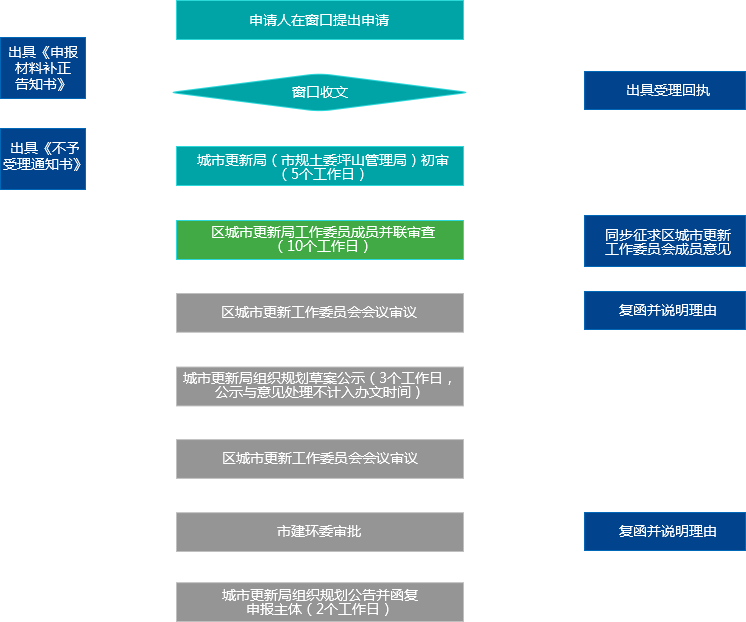 申请人在窗口提出申请
出具《申报
材料补正
告知书》
窗口收文
出具受理回执
出具《不予
受理通知书》
城市更新局（市规土委坪山管理局）初审
（5个工作日）
区城市更新局工作委员成员并联审查
（10个工作日）
同步征求区城市更新
工作委员会成员意见
区城市更新工作委员会会议审议
复函并说明理由
城市更新局组织规划草案公示（3个工作日，
公示与意见处理不计入办文时间）
区城市更新工作委员会会议审议
市建环委审批
复函并说明理由
城市更新局组织规划公告并函复
申报主体（2个工作日）